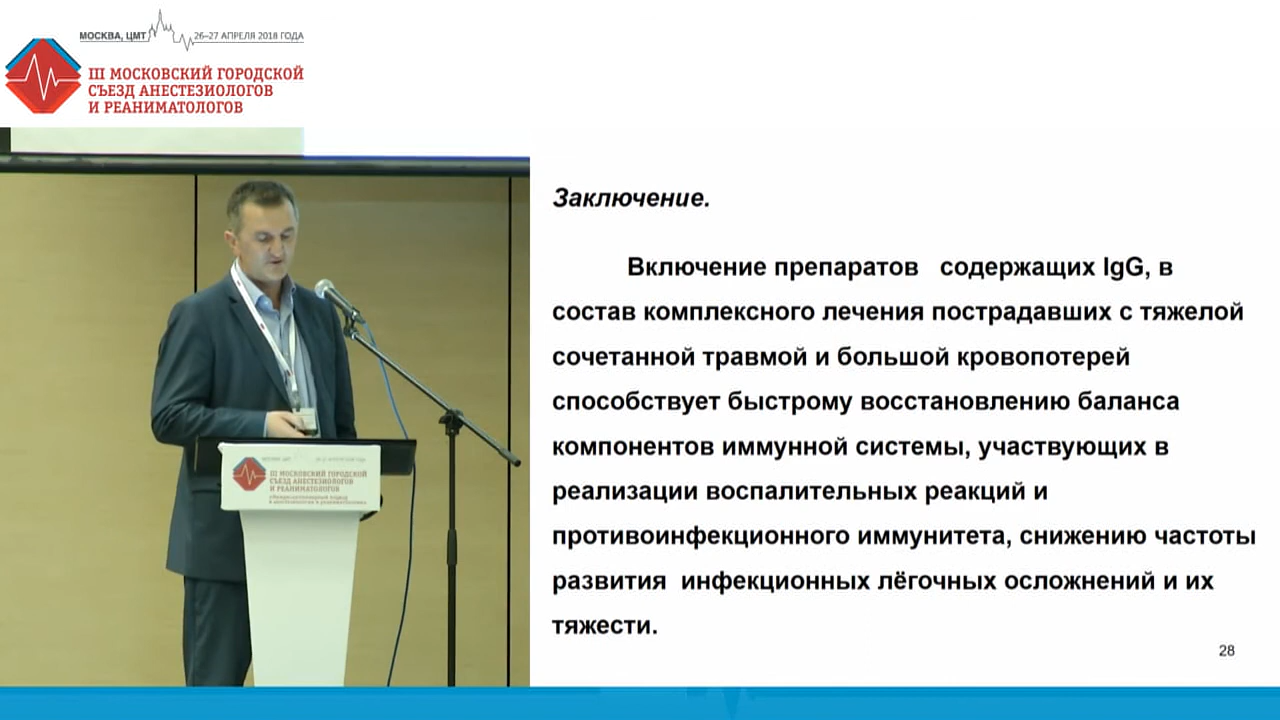 МОСКВА, ЦМТ 26–27 АПРЕЛЯ 2018 ГОДА
III МОСКОВСКИЙ ГОРОДСКОЙ
СЪЕЗД АНЕСТЕЗИОЛОГОВ
И РЕАНИМАТОЛОГОВ
III МОСКОВСКИЙ ГОРОДСКОЙ
СЪЕЗД АНЕСТЕЗИОЛОГОВ
И РЕАНИМАТОЛОГОВ
Заключение.
Включение препаратов содержащих IgG, в
состав комплексного лечения пострадавших с тяжелой
сочетанной травмой и большой кровопотерей
способствует быстрому восстановлению баланса
компонентов иммунной системы, участвующих в
реализации воспалительных реакций и
противоинфекционного иммунитета, снижению частоты
развития инфекционных лёгочных осложнений и их
тяжести.
28